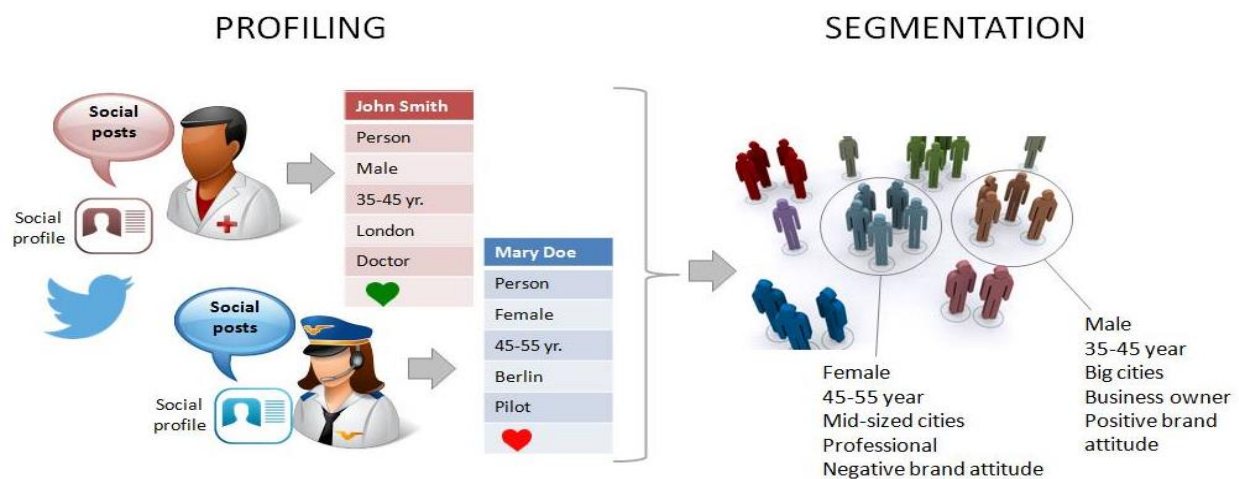 PROFILING
SEGMENTATION
Social
posts
Social
profile
John Smith
Person
Male
35-45 yr.
London
Doctor
Social
posts
Social
profile
Mary Doe
Person
Female
45-55 yr.
Berlin
Pilot
Female
45-55 year
Mid-sized cities
Professional
Negative brand attitude
Male
35-45 year
Big cities
Business owner
Positive brand
attitude